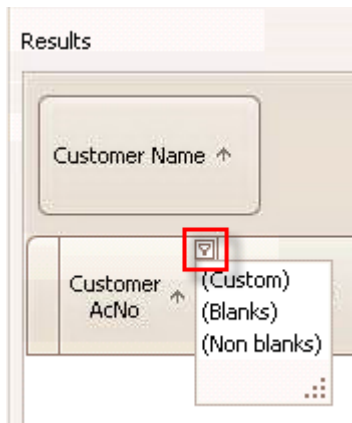 Results
Customer Name
Customer
AcNo
(Custom)
(Blanks)
(Non blanks)